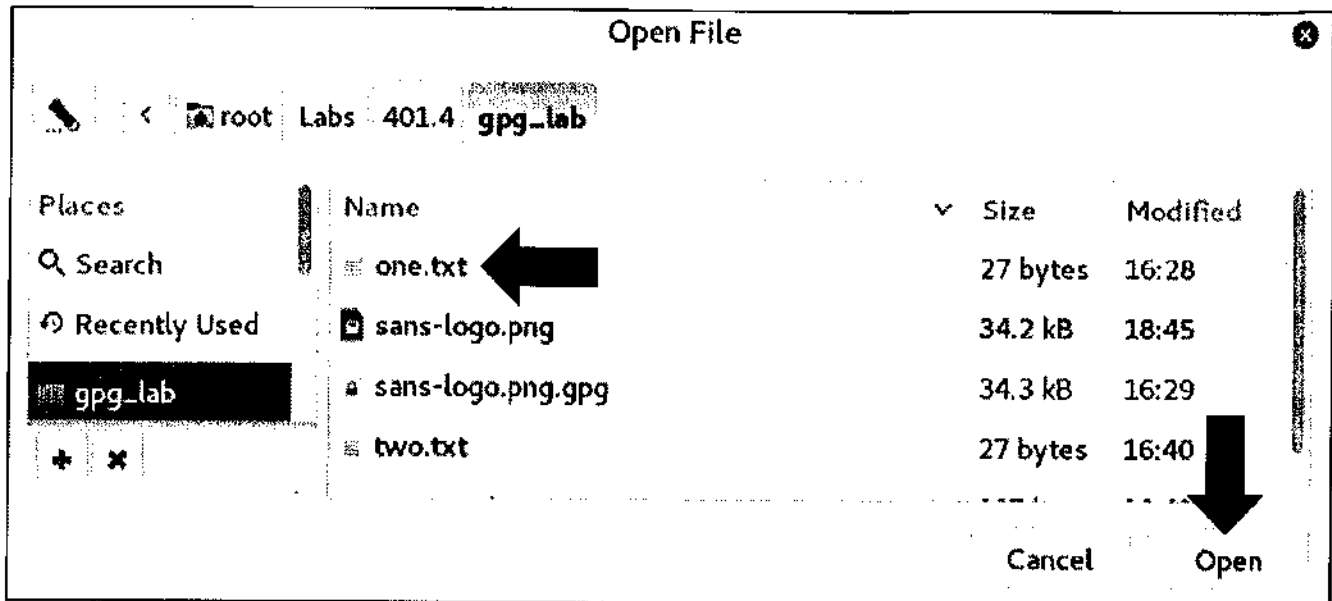 Open File
root Labs 401.4 gpg_lab
Places Name Size Modified
Search one.txt 27 bytes 16:28
Recently Used sans-logo.png 34.2 kB 18:45
gpg_lab sans-logo.png.gpg 34.3 kB 16:29
two.txt 27 bytes 16:40
Cancel Open